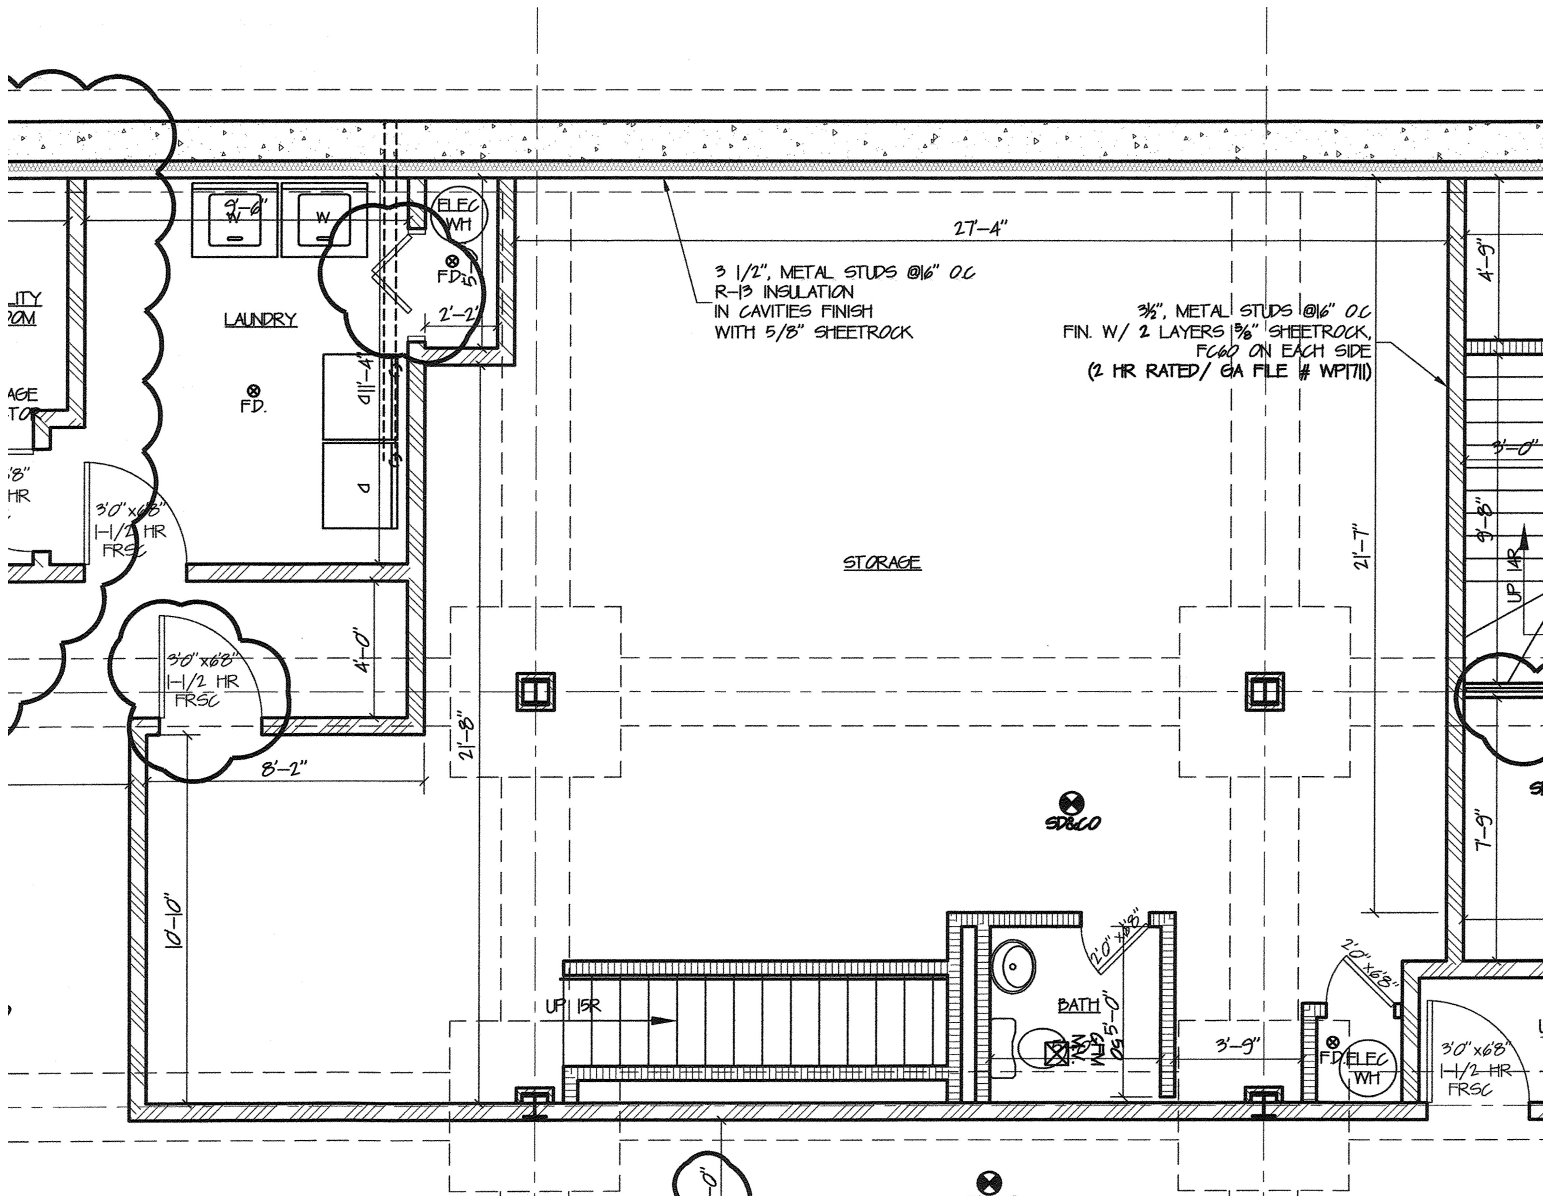 9'-6"
W
W
ELEC
WH
F.D.
2'-2"
27'-4"
3 1/2", METAL STUDS @16" O.C
R-13 INSULATION
IN CAVITIES FINISH
WITH 5/8" SHEETROCK
3½", METAL STUDS @16" O.C
FIN. W/ 2 LAYERS ⅝" SHEETROCK,
FC60 ON EACH SIDE
(2 HR RATED/ GA FILE # WP1711)
4'-9"
LAUNDRY
F.D.
11'-4"
D
D
3'0"x6'8"
1-1/2 HR
FRSC
3'-0"
9'-8"
UP 14R
21'-7"
STORAGE
4'-0"
3'0"x6'8"
1-1/2 HR
FRSC
8'-2"
21'-8"
10'-10"
SD&CO
7'-9"
UP 15R
2'0"x6'8"
BATH
5'-0"
3'-9"
2'0"x6'8"
F.D.
ELEC
WH
3'0"x6'8"
1-1/2 HR
FRSC